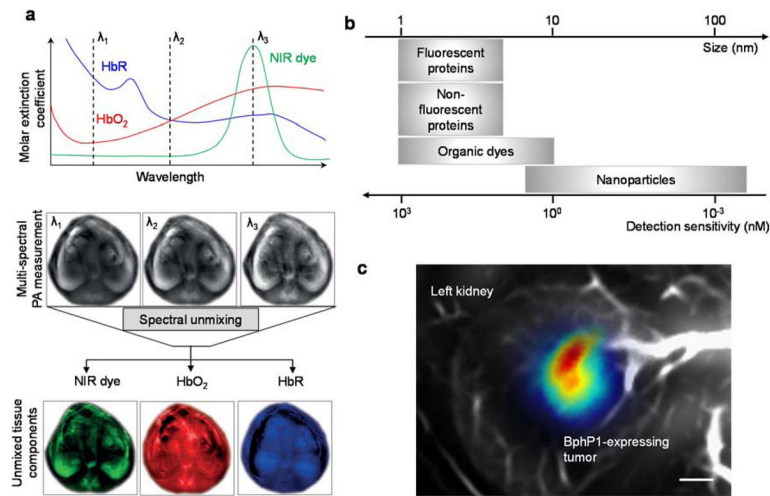 a
λ1
λ2
λ3
HbR
NIR dye
HbO2
Molar extinction
coefficient
Wavelength
Multi-spectral
PA measurement
λ1
λ2
λ3
Spectral unmixing
NIR dye
HbO2
HbR
Unmixed tissue
components
b
1
10
100
Size (nm)
Fluorescent
proteins
Non-
fluorescent
proteins
Organic dyes
Nanoparticles
10³
10⁰
10⁻³
Detection sensitivity (nM)
c
Left kidney
BphP1-expressing
tumor